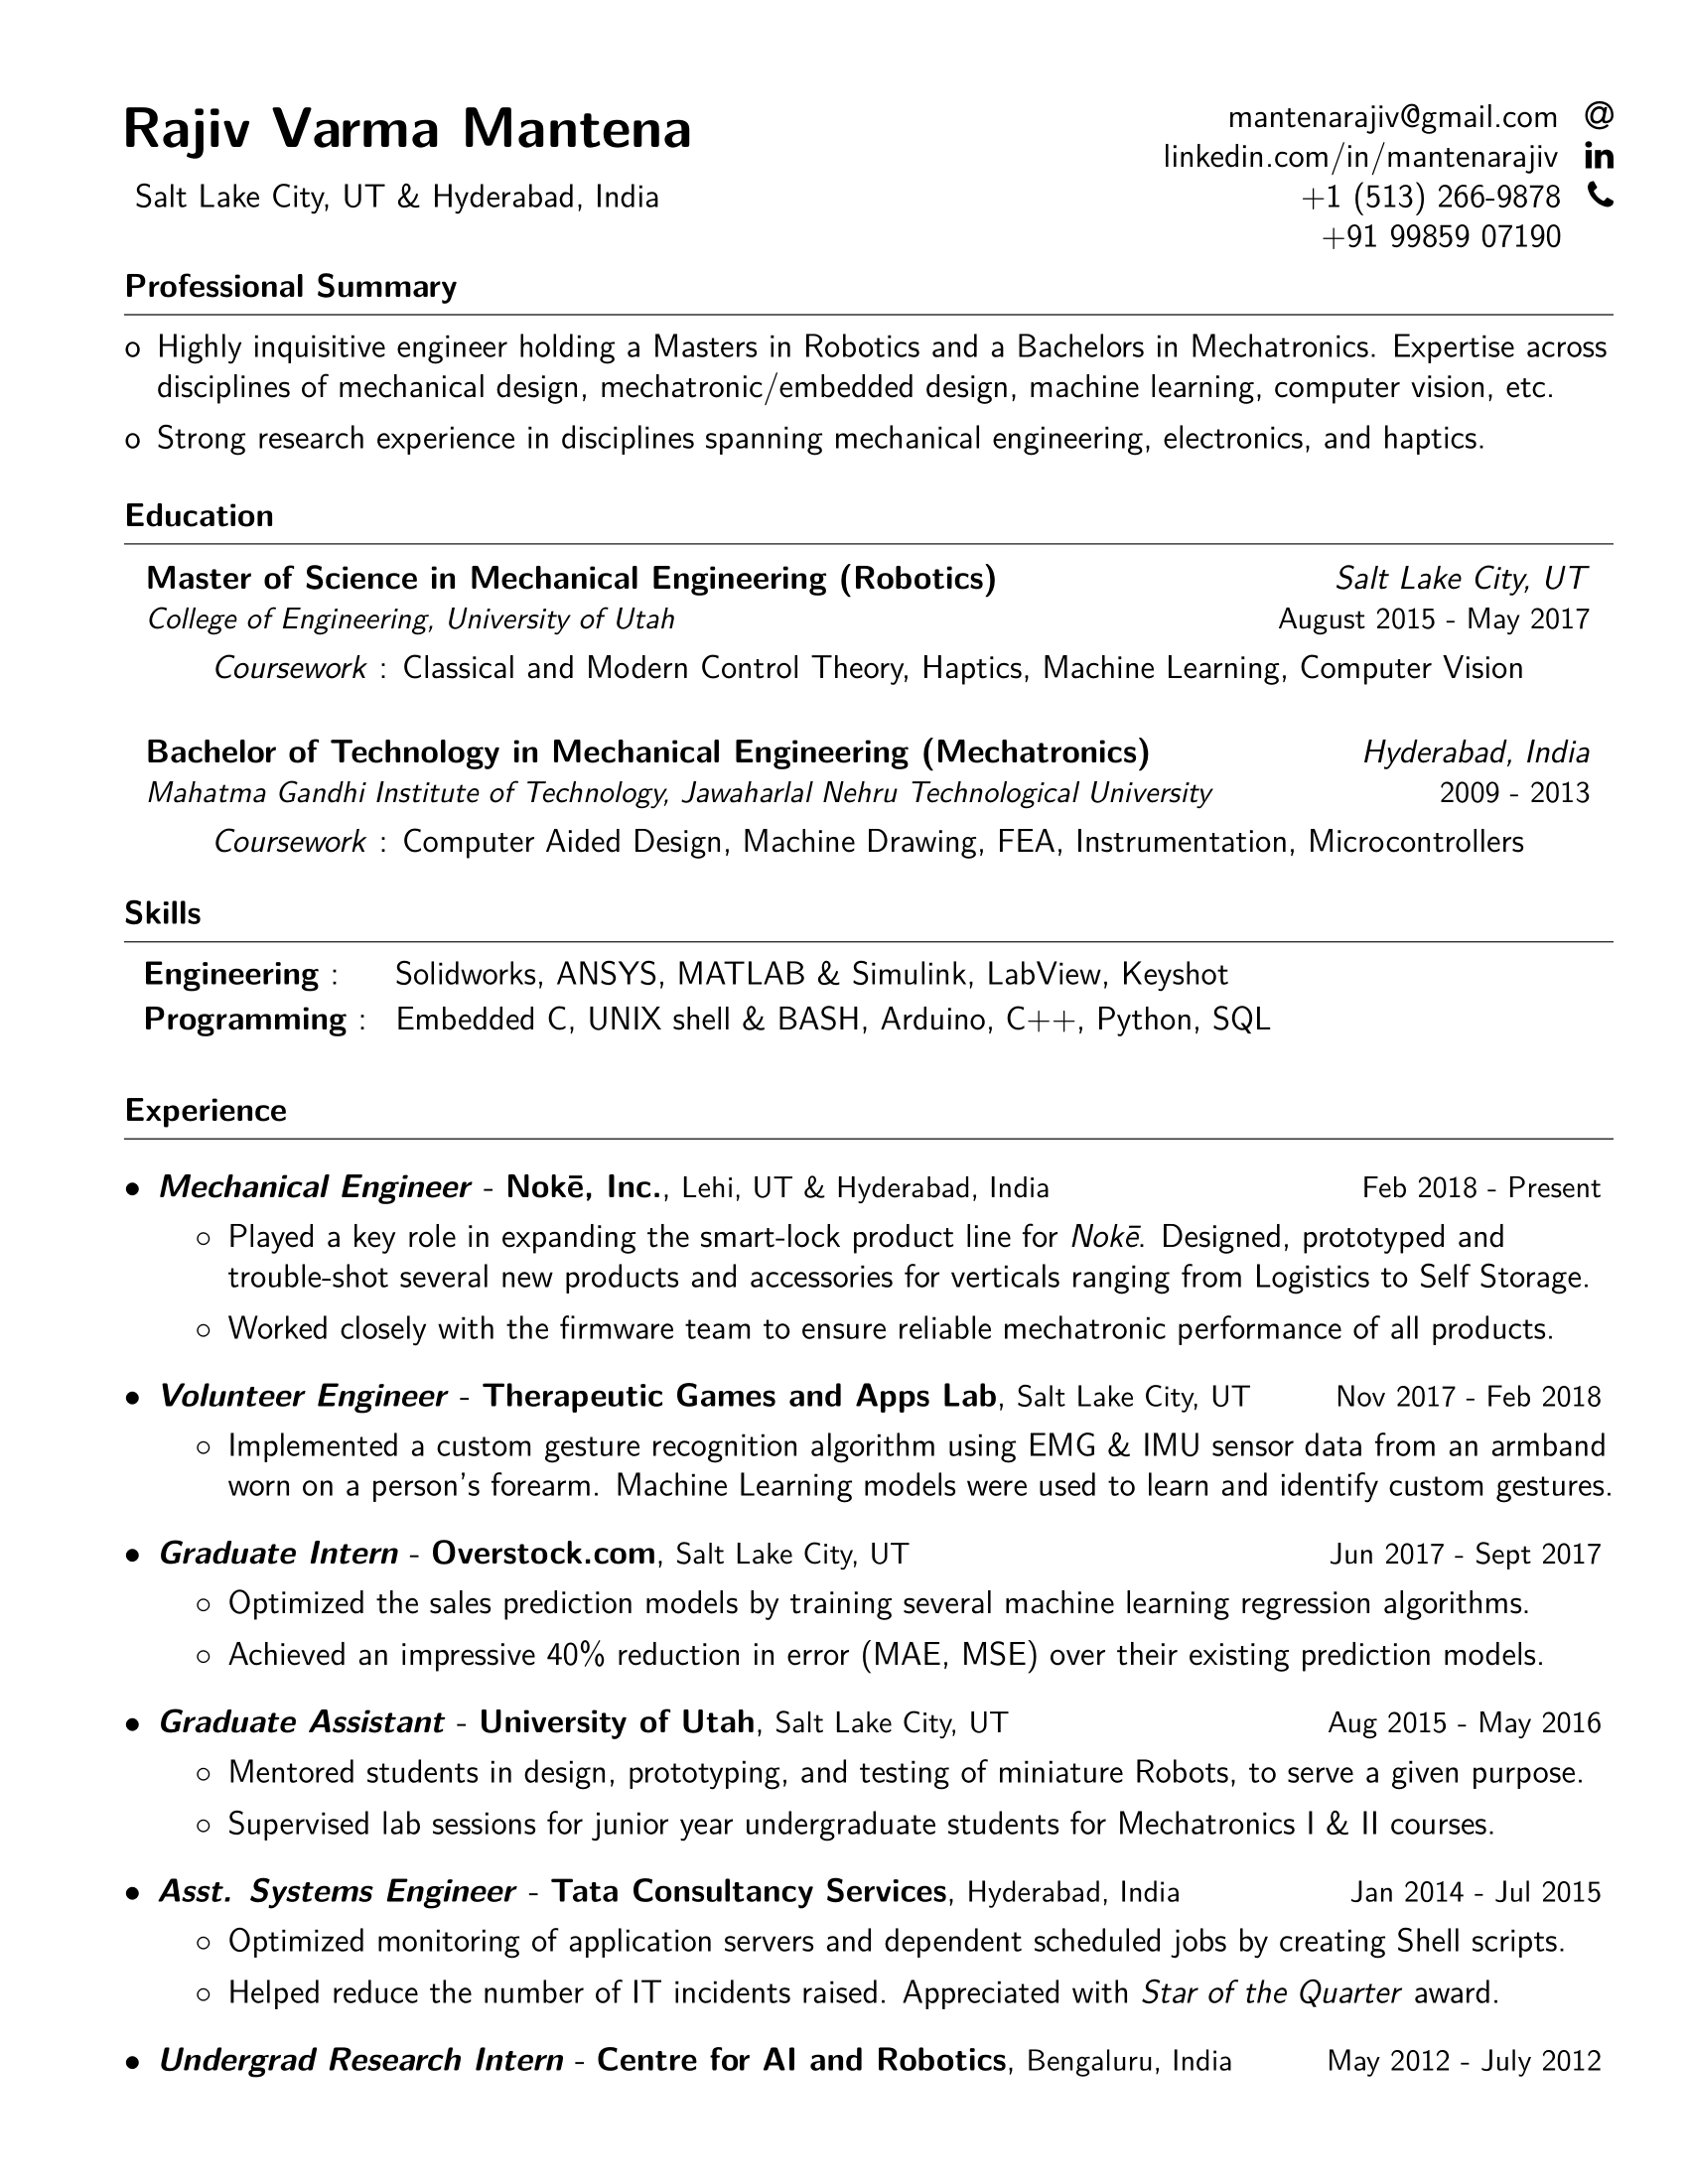 Rajiv Varma Mantena
Salt Lake City, UT & Hyderabad, India
mantenarajiv@gmail.com @
linkedin.com/in/mantenarajiv in
+1 (513) 266-9878
+91 99859 07190
Professional Summary
o Highly inquisitive engineer holding a Masters in Robotics and a Bachelors in Mechatronics. Expertise across
disciplines of mechanical design, mechatronic/embedded design, machine learning, computer vision, etc.
o Strong research experience in disciplines spanning mechanical engineering, electronics, and haptics.
Education
Master of Science in Mechanical Engineering (Robotics) Salt Lake City, UT
College of Engineering, University of Utah August 2015 - May 2017
Coursework : Classical and Modern Control Theory, Haptics, Machine Learning, Computer Vision
Bachelor of Technology in Mechanical Engineering (Mechatronics) Hyderabad, India
Mahatma Gandhi Institute of Technology, Jawaharlal Nehru Technological University 2009 - 2013
Coursework : Computer Aided Design, Machine Drawing, FEA, Instrumentation, Microcontrollers
Skills
Engineering : Solidworks, ANSYS, MATLAB & Simulink, LabView, Keyshot
Programming : Embedded C, UNIX shell & BASH, Arduino, C++, Python, SQL
Experience
• Mechanical Engineer - Nokē, Inc., Lehi, UT & Hyderabad, India Feb 2018 - Present
○ Played a key role in expanding the smart-lock product line for Nokē. Designed, prototyped and
trouble-shot several new products and accessories for verticals ranging from Logistics to Self Storage.
○ Worked closely with the firmware team to ensure reliable mechatronic performance of all products.
• Volunteer Engineer - Therapeutic Games and Apps Lab, Salt Lake City, UT Nov 2017 - Feb 2018
○ Implemented a custom gesture recognition algorithm using EMG & IMU sensor data from an armband
worn on a person's forearm. Machine Learning models were used to learn and identify custom gestures.
• Graduate Intern - Overstock.com, Salt Lake City, UT Jun 2017 - Sept 2017
○ Optimized the sales prediction models by training several machine learning regression algorithms.
○ Achieved an impressive 40% reduction in error (MAE, MSE) over their existing prediction models.
• Graduate Assistant - University of Utah, Salt Lake City, UT Aug 2015 - May 2016
○ Mentored students in design, prototyping, and testing of miniature Robots, to serve a given purpose.
○ Supervised lab sessions for junior year undergraduate students for Mechatronics I & II courses.
• Asst. Systems Engineer - Tata Consultancy Services, Hyderabad, India Jan 2014 - Jul 2015
○ Optimized monitoring of application servers and dependent scheduled jobs by creating Shell scripts.
○ Helped reduce the number of IT incidents raised. Appreciated with Star of the Quarter award.
• Undergrad Research Intern - Centre for AI and Robotics, Bengaluru, India May 2012 - July 2012